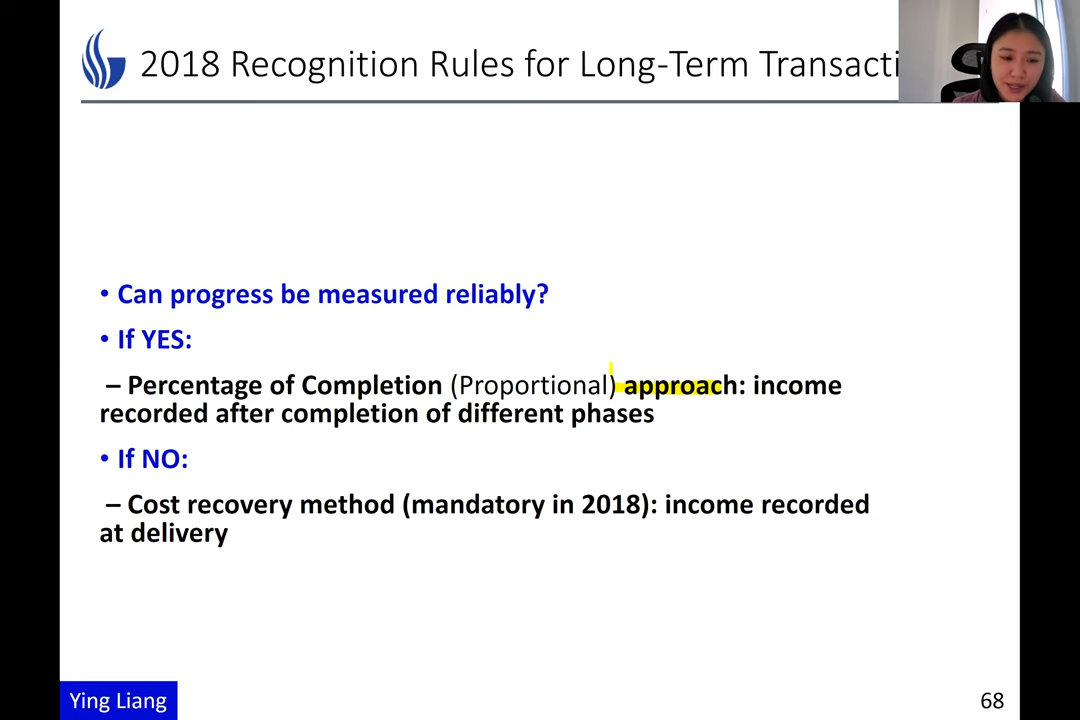 2018 Recognition Rules for Long-Term Transacti
• Can progress be measured reliably?
• If YES:
– Percentage of Completion (Proportional) approach: income
recorded after completion of different phases
• If NO:
– Cost recovery method (mandatory in 2018): income recorded
at delivery
Ying Liang
68